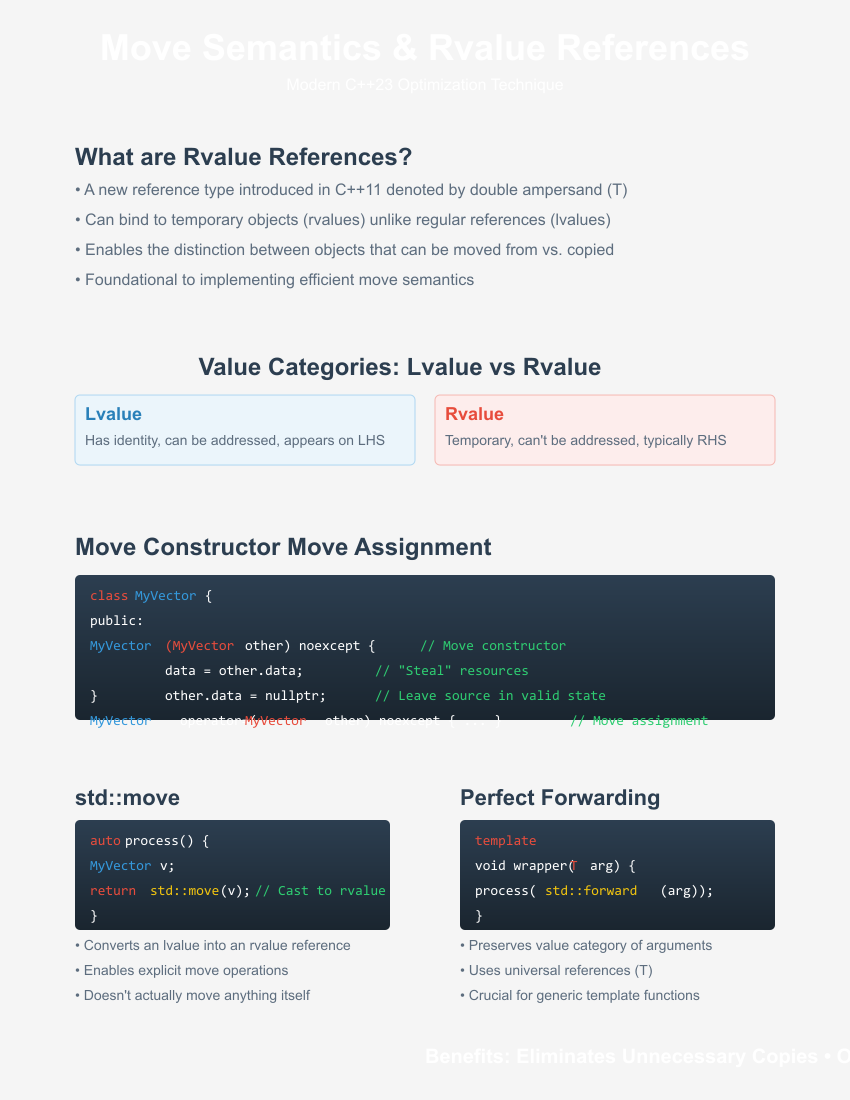 Move Semantics & Rvalue References
Modern C++23 Optimization Technique
What are Rvalue References?
• A new reference type introduced in C++11 denoted by double ampersand (T)
• Can bind to temporary objects (rvalues) unlike regular references (lvalues)
• Enables the distinction between objects that can be moved from vs. copied
• Foundational to implementing efficient move semantics
Value Categories: Lvalue vs Rvalue
Lvalue
Has identity, can be addressed, appears on LHS
Rvalue
Temporary, can't be addressed, typically RHS
Move Constructor Move Assignment
class MyVector {
public:
MyVector (MyVector other) noexcept { // Move constructor
data = other.data; // "Steal" resources
} other.data = nullptr; // Leave source in valid state
MyVector operator=(MyVector other) noexcept { ... } // Move assignment
std::move
auto process() {
MyVector v;
return std::move(v); // Cast to rvalue
}
• Converts an lvalue into an rvalue reference
• Enables explicit move operations
• Doesn't actually move anything itself
Perfect Forwarding
template
void wrapper(T arg) {
process( std::forward (arg));
}
• Preserves value category of arguments
• Uses universal references (T)
• Crucial for generic template functions
Benefits: Eliminates Unnecessary Copies •